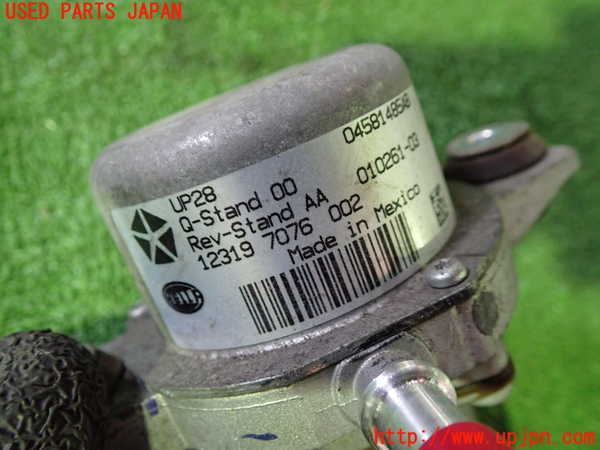 USED PARTS JAPAN
UP28
Q-Stand 00
Rev-Stand AA
12319 7076 002
Made in Mexico
04581485AB
010261-03
http://www.upjpn.com